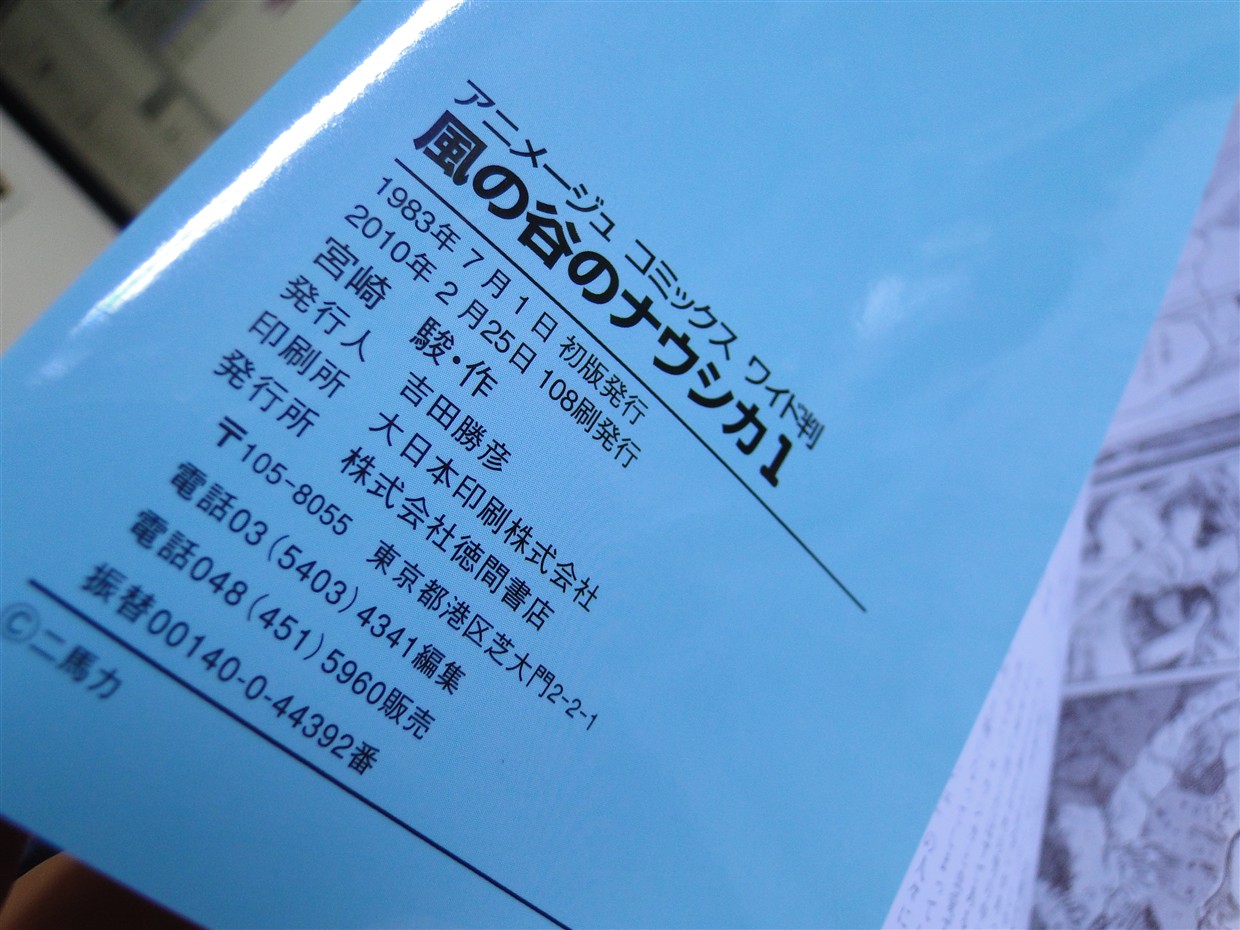 アニメージュ コミックス ワイド判
風の谷のナウシカ1
1983年 7月1日 初版発行
2010年 2月25日 108刷発行
宮崎 駿・作
発行人 吉田勝彦
印刷所 大日本印刷株式会社
発行所 株式会社徳間書店
〒105-8055 東京都港区芝大門2-2-1
電話03(5403)4341編集
電話048(451)5960販売
振替00140-0-44392番
©二馬力